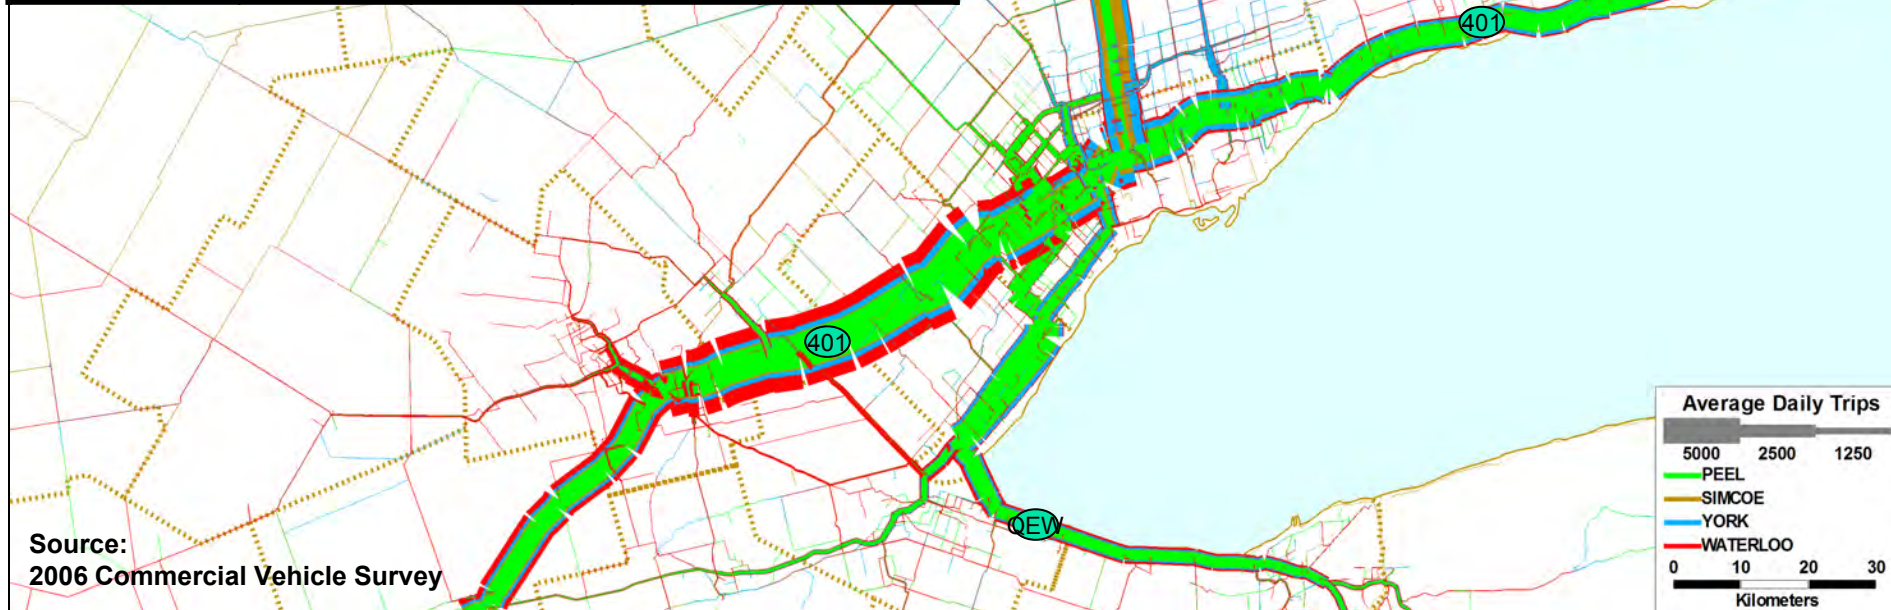 401
401
QEW
Average Daily Trips
5000 2500 1250
PEEL
SIMCOE
YORK
WATERLOO
0 10 20 30
Kilometers
Source:
2006 Commercial Vehicle Survey